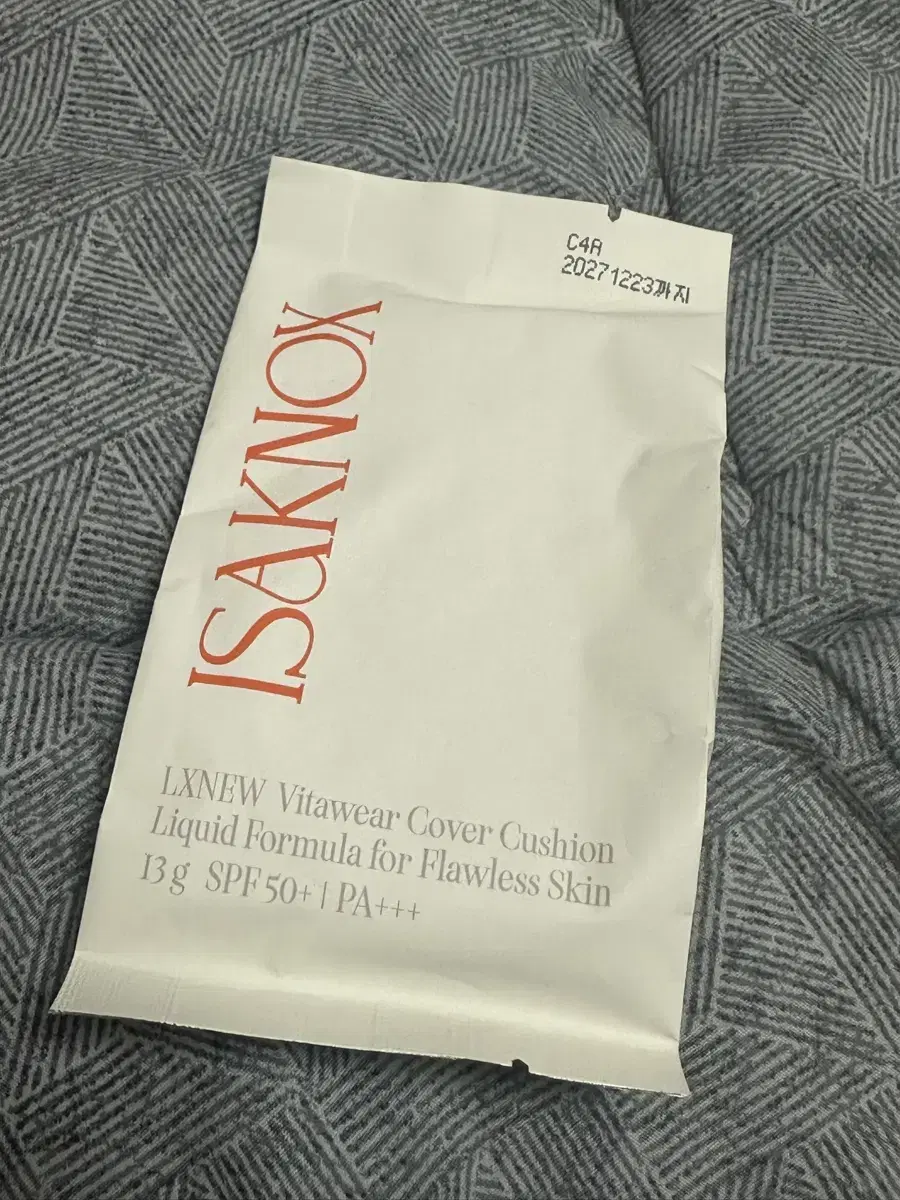 C4A
20271223까지
ISAKNOX
LXNEW Vitawear Cover Cushion
Liquid Formula for Flawless Skin
13 g SPF 50+ | PA+++